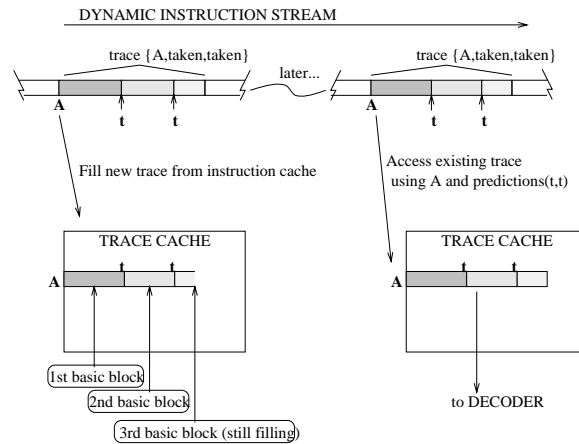 DYNAMIC INSTRUCTION STREAM
trace {A,taken,taken}
later...
trace {A,taken,taken}
A
t
t
A
t
t
Fill new trace from instruction cache
Access existing trace
using A and predictions(t,t)
TRACE CACHE
t
t
A
TRACE CACHE
t
t
A
1st basic block
2nd basic block
3rd basic block (still filling)
to DECODER